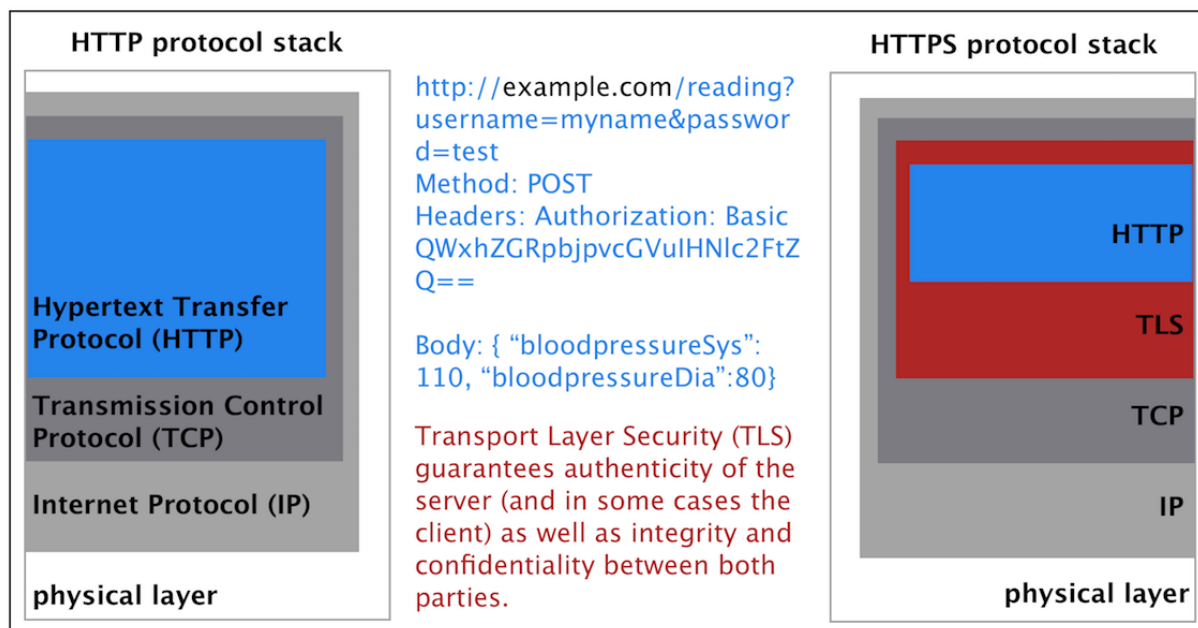 HTTP protocol stack
Hypertext Transfer
Protocol (HTTP)
Transmission Control
Protocol (TCP)
Internet Protocol (IP)
physical layer
http://example.com/reading?
username=myname&passwor
d=test
Method: POST
Headers: Authorization: Basic
QWxhZGRpbjpvcGVuIHNlc2FtZ
Q==
Body: { “bloodpressureSys”:
110, “bloodpressureDia”:80}
Transport Layer Security (TLS)
guarantees authenticity of the
server (and in some cases the
client) as well as integrity and
confidentiality between both
parties.
HTTPS protocol stack
HTTP
TLS
TCP
IP
physical layer